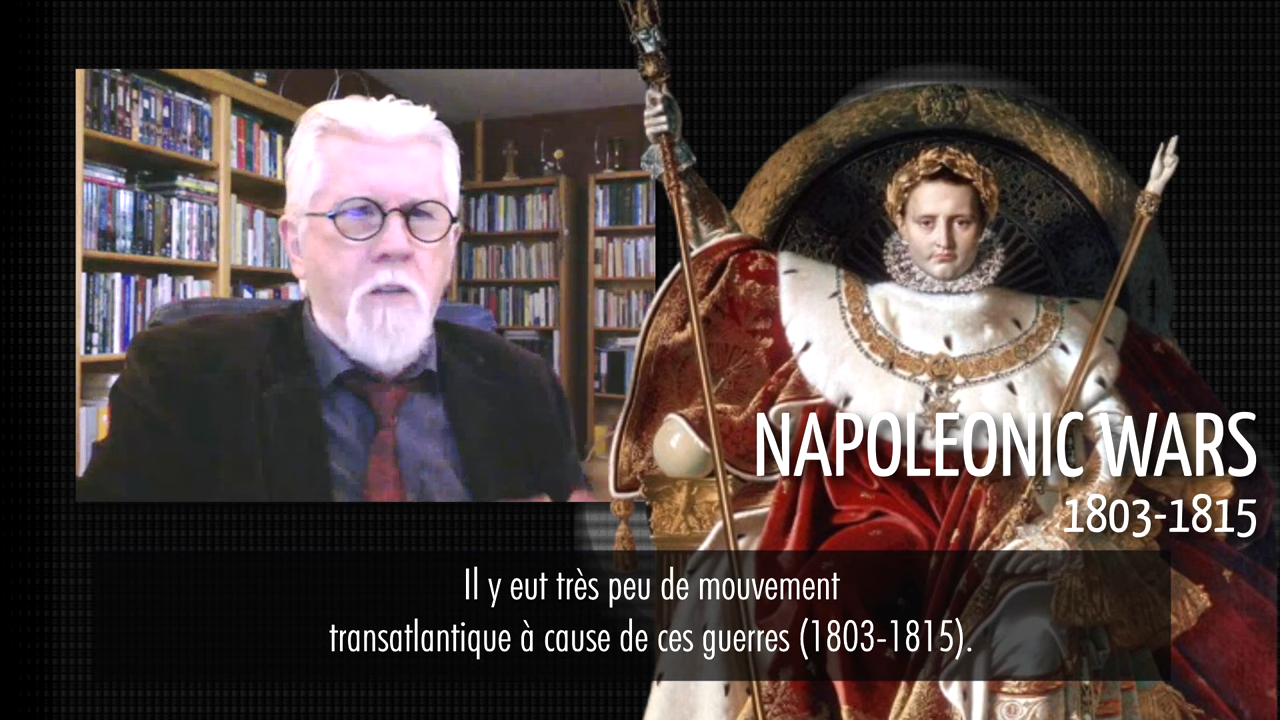 NAPOLEONIC WARS
1803-1815
Il y eut très peu de mouvement
transatlantique à cause de ces guerres (1803-1815).